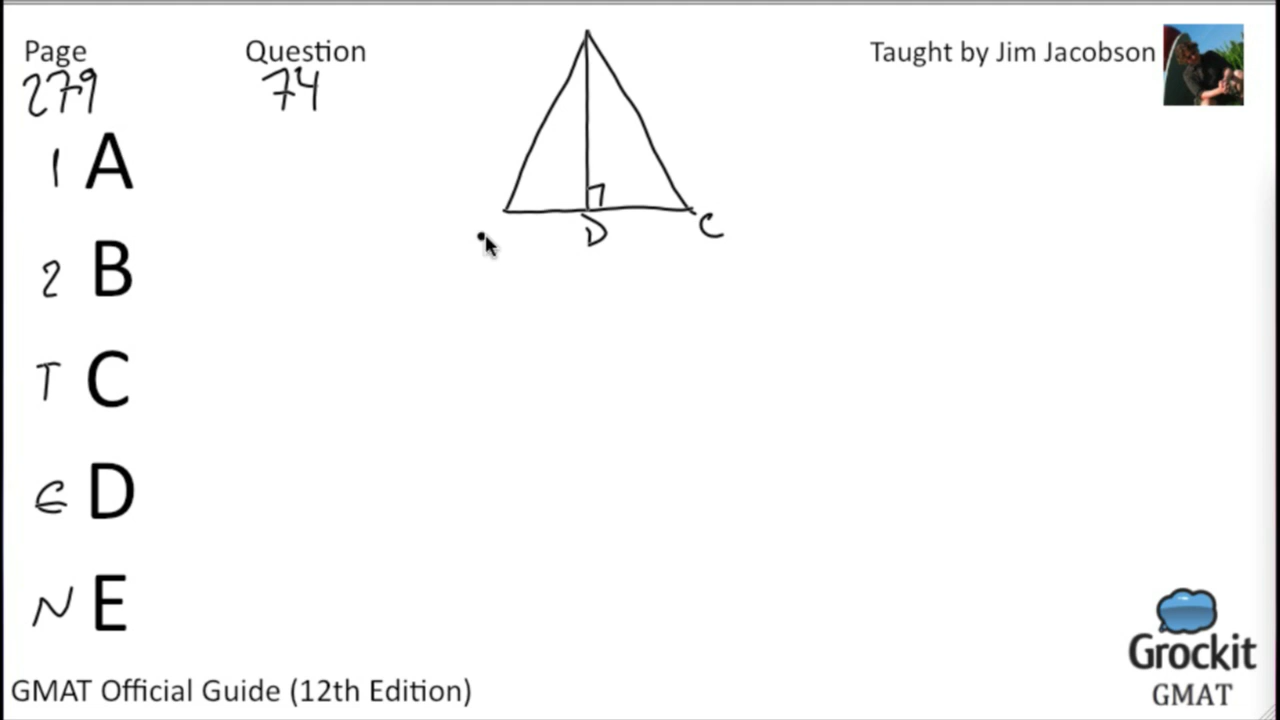 Page Question Taught by Jim Jacobson
279 74
1 A
D C
2 B
T C
E D
N E
Grockit
GMAT Official Guide (12th Edition) GMAT